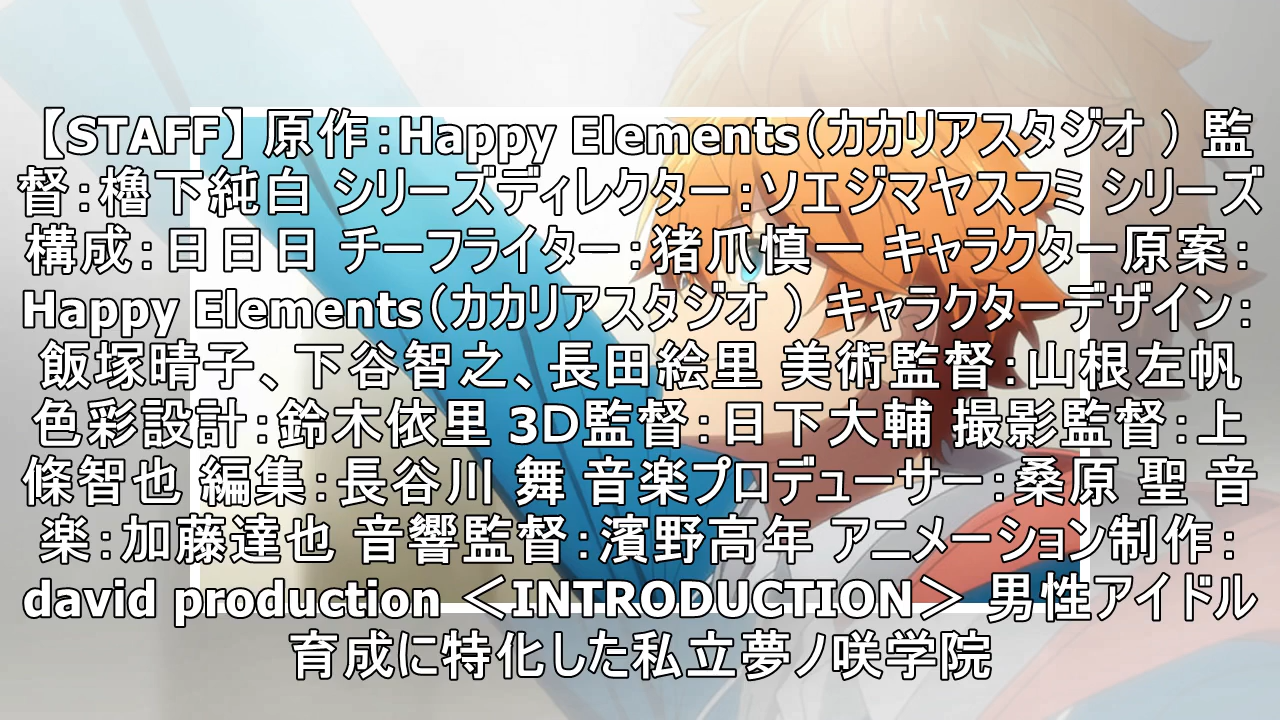 【STAFF】 原作：Happy Elements（カカリアスタジオ ） 監
督：櫓下純白 シリーズディレクター：ソエジマヤスフミ シリーズ
構成：日日日 チーフライター：猪爪慎一 キャラクター原案：
Happy Elements（カカリアスタジオ ） キャラクターデザイン：
飯塚晴子、下谷智之、長田絵里 美術監督：山根左帆
色彩設計：鈴木依里 3D監督：日下大輔 撮影監督：上
條智也 編集：長谷川 舞 音楽プロデューサー：桑原 聖 音
楽：加藤達也 音響監督：濱野高年 アニメーション制作：
david production ＜INTRODUCTION＞ 男性アイドル
育成に特化した私立夢ノ咲学院